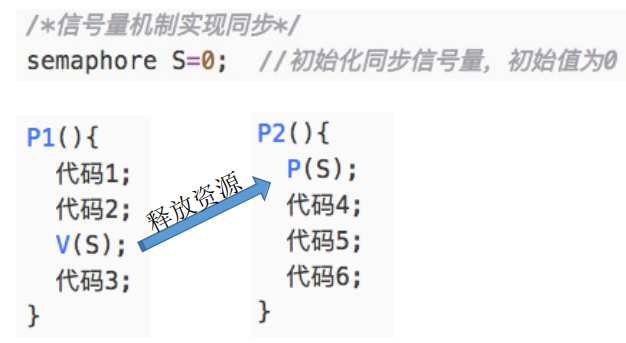 /*信号量机制实现同步*/
semaphore S=0;  //初始化同步信号量，初始值为0
P1(){
代码1;
代码2;
V(S);
代码3;
}
释放资源
P2(){
P(S);
代码4;
代码5;
代码6;
}